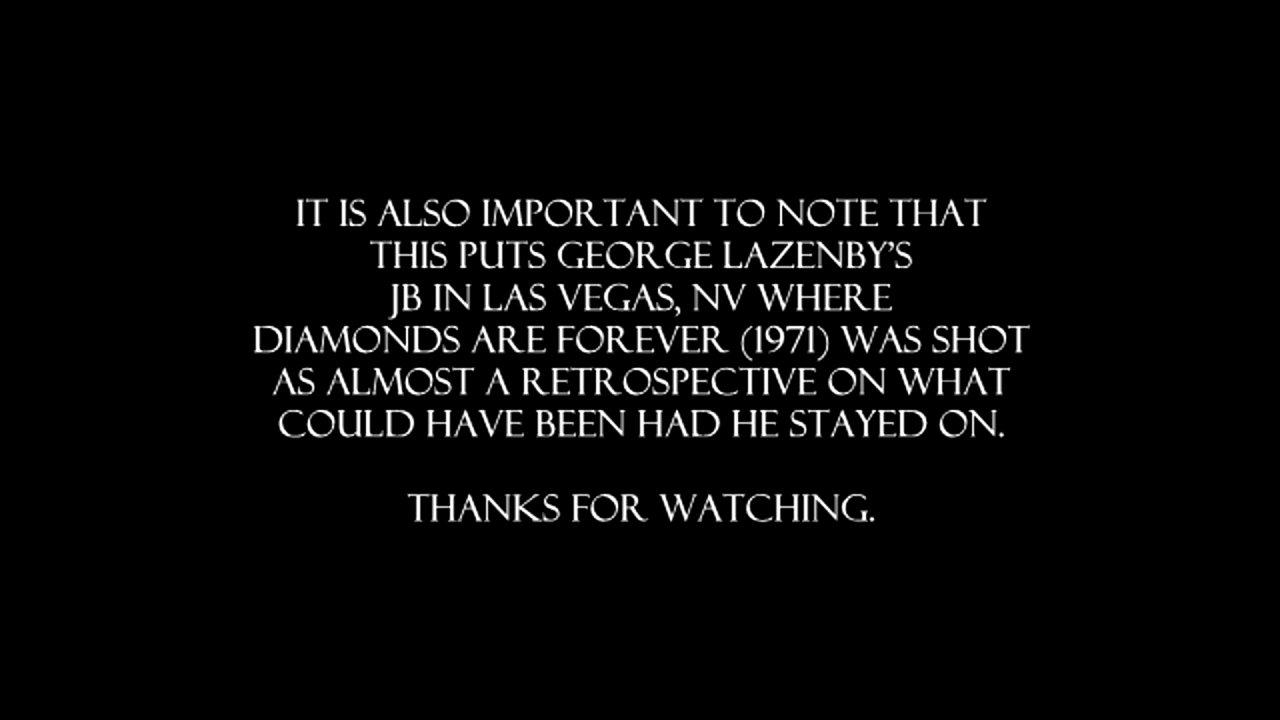 IT IS ALSO IMPORTANT TO NOTE THAT
THIS PUTS GEORGE LAZENBY'S
JB IN LAS VEGAS, NV WHERE
DIAMONDS ARE FOREVER (1971) WAS SHOT
AS ALMOST A RETROSPECTIVE ON WHAT
COULD HAVE BEEN HAD HE STAYED ON.
THANKS FOR WATCHING.